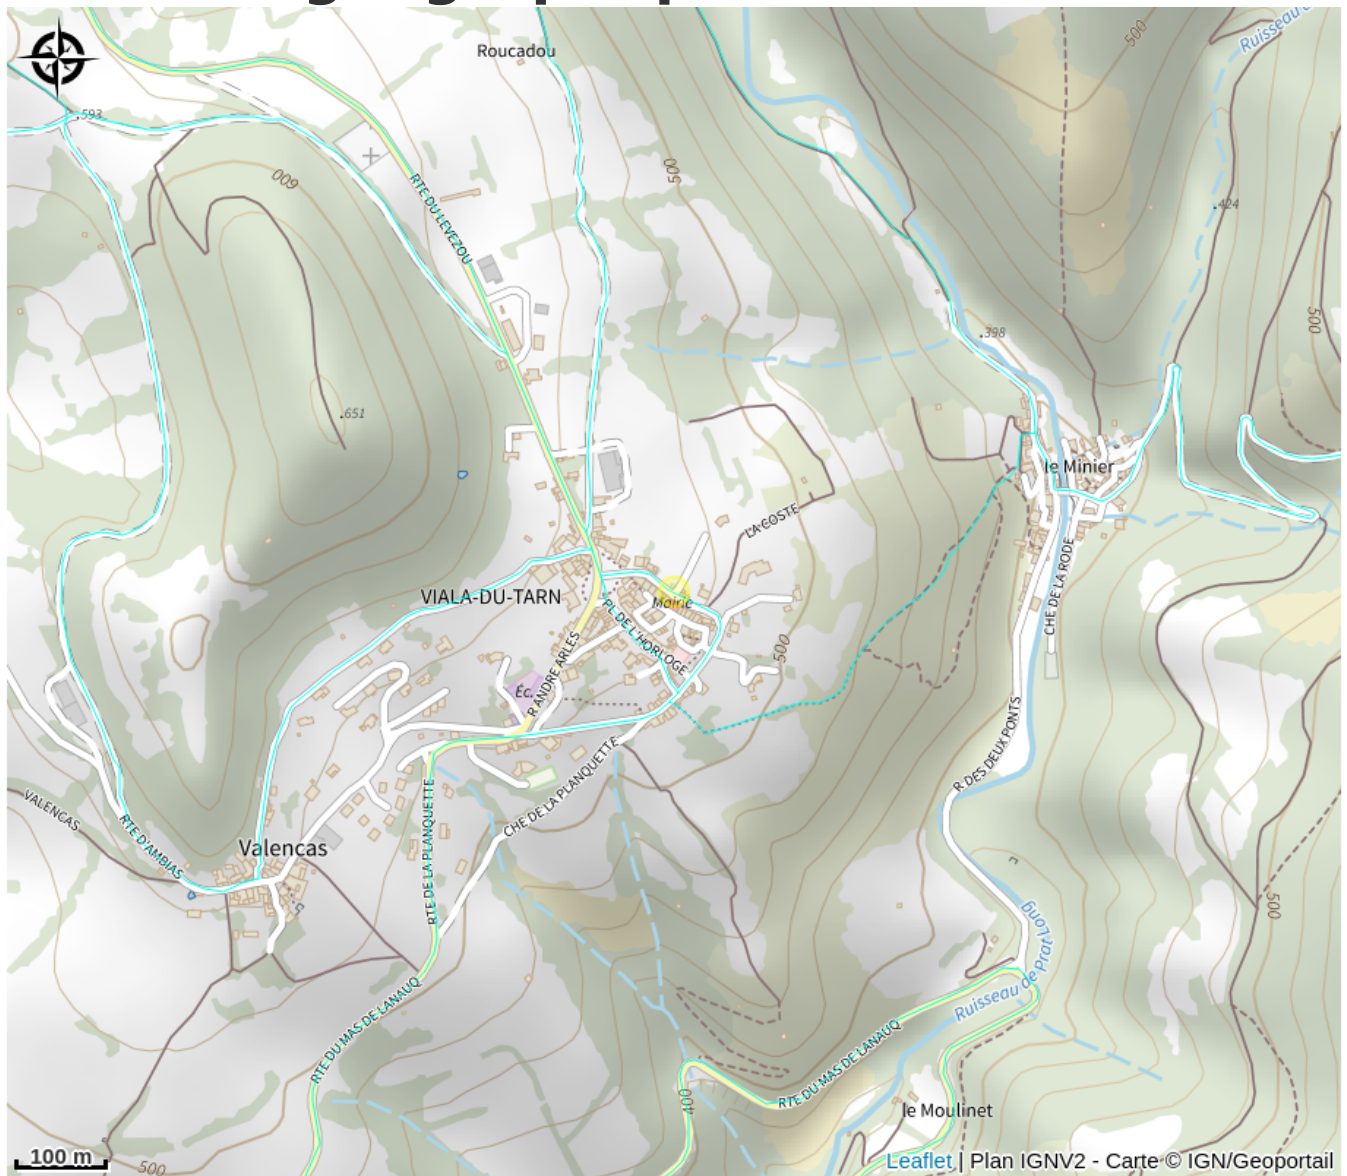 Roucadou
500
Ruisseau
593
600
500
RTE DU LEVEZOU
.424
.398
500
.651
le Minier
LA COSTE
VIALA-DU-TARN
Mairie
PL DE L'HORLOGE
CHE DE LA RODE
500
Éc.
R ANDRE ARLES
R DES DEUX PONTS
CHE DE LA PLANQUETTE
RTE DE LA PLANQUETTE
VALENCAS
RTE D'AMBIAS
Valencas
500
Ruisseau de Prat Long
RTE DU MAS DE LANAUQ
RTE DU MAS DE LANAUQ
400
le Moulinet
100 m
500
Leaflet | Plan IGNV2 - Carte © IGN/Geoportail